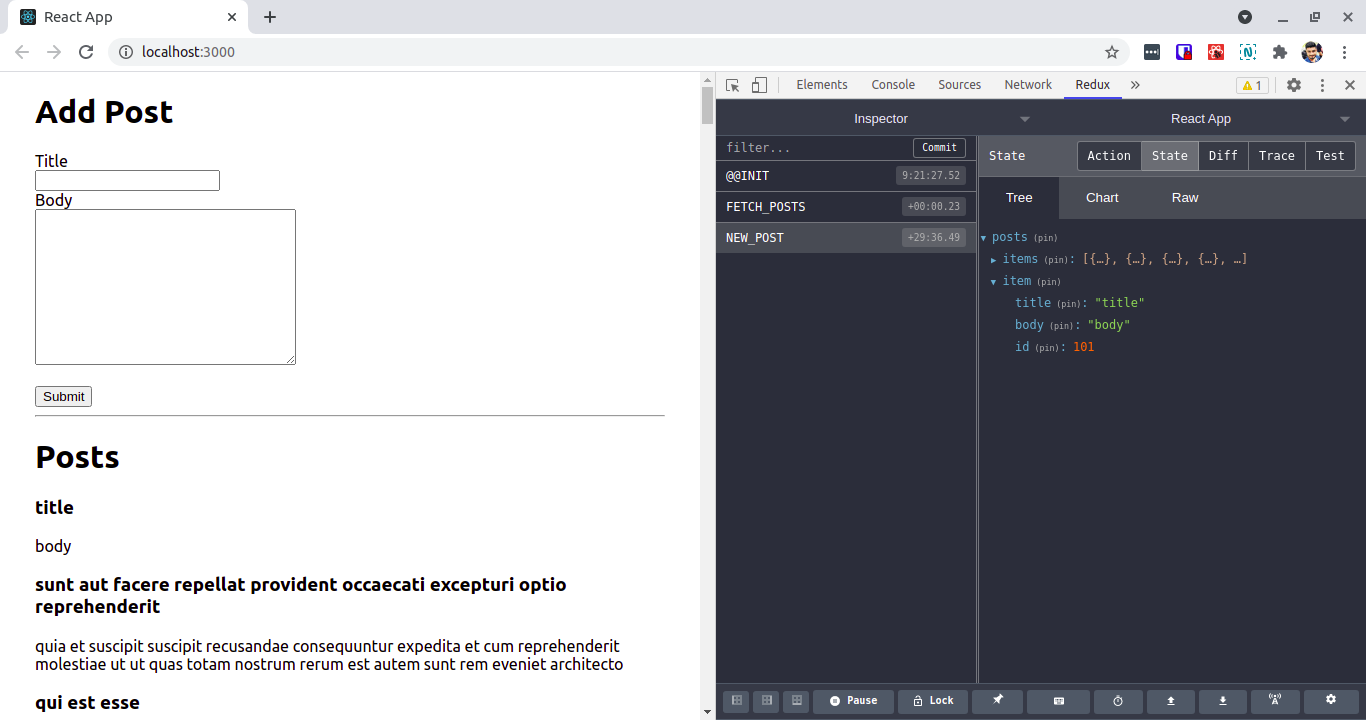 React App
localhost:3000
Add Post
Title
Body
Submit
Posts
title
body
sunt aut facere repellat provident occaecati excepturi optio
reprehenderit
quia et suscipit suscipit recusandae consequuntur expedita et cum reprehenderit
molestiae ut ut quas totam nostrum rerum est autem sunt rem eveniet architecto
qui est esse
Elements Console Sources Network Redux » 1
Inspector React App
filter... Commit
@@INIT 9:21:27.52
FETCH_POSTS +00:00.23
NEW_POST +29:36.49
State Action State Diff Trace Test
Tree Chart Raw
posts (pin)
items (pin): [{…}, {…}, {…}, {…}, …]
item (pin)
title (pin): "title"
body (pin): "body"
id (pin): 101
Pause Lock